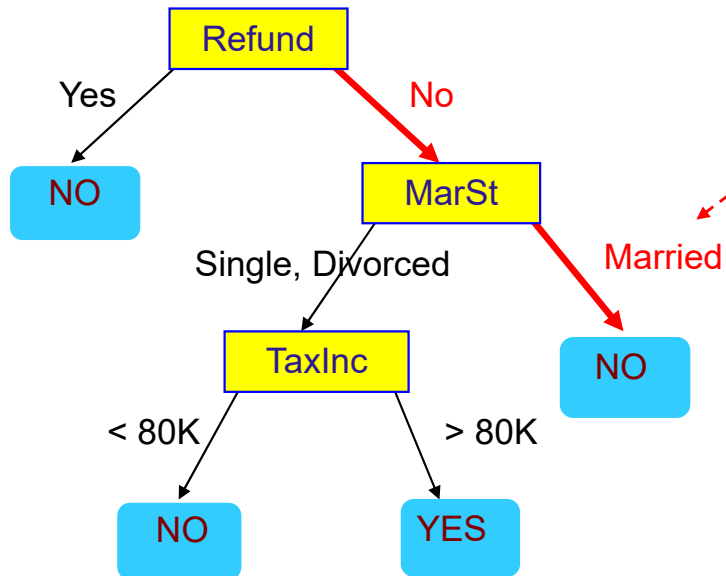 Refund
Yes
No
NO
MarSt
Single, Divorced
Married
TaxInc
NO
< 80K
> 80K
NO
YES